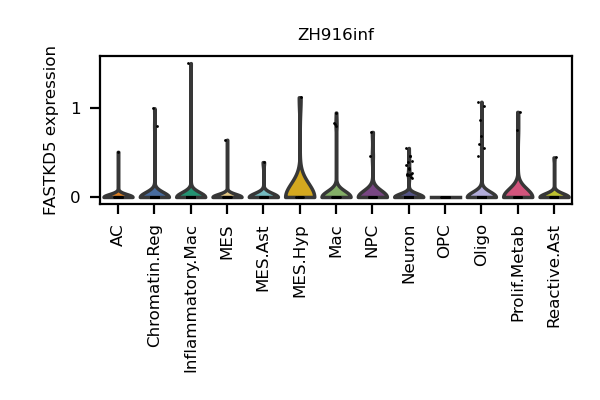 ZH916inf
FASTKD5 expression
1
0
AC
Chromatin.Reg
Inflammatory.Mac
MES
MES.Ast
MES.Hyp
Mac
NPC
Neuron
OPC
Oligo
Prolif.Metab
Reactive.Ast